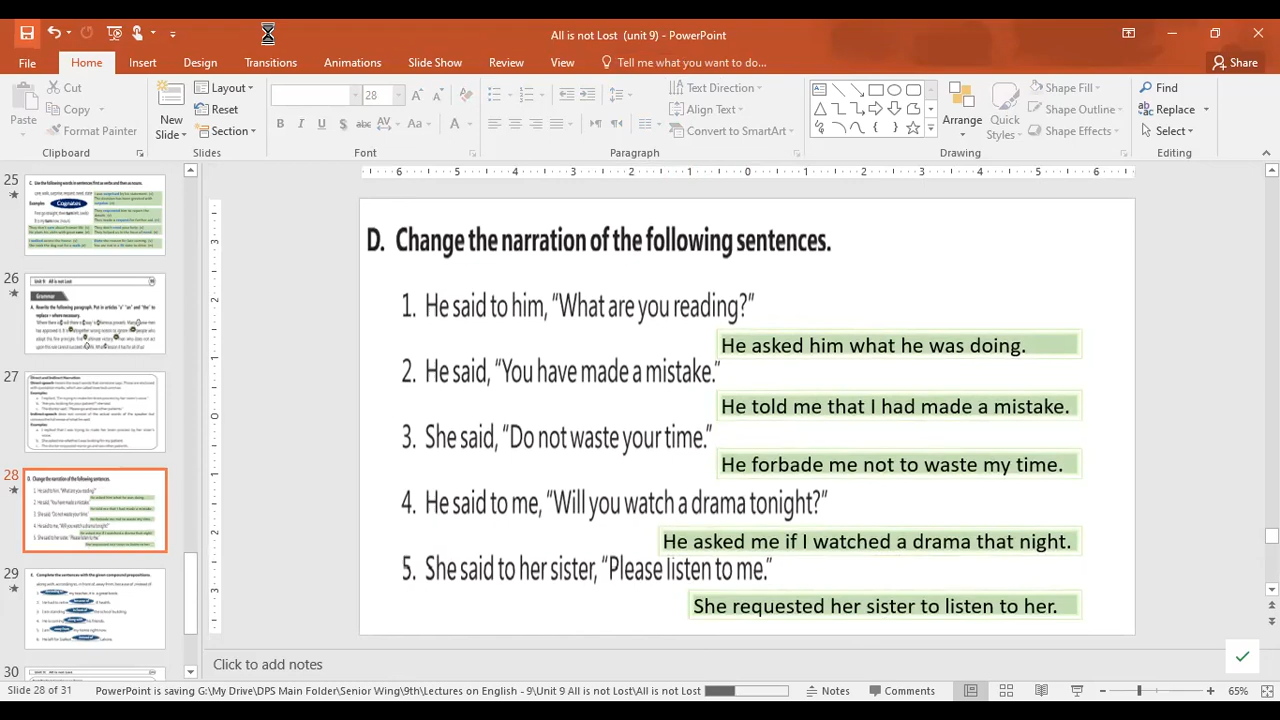 All is not Lost (unit 9) - PowerPoint
File Home Insert Design Transitions Animations Slide Show Review View Tell me what you want to do... Share
Paste
Cut
Copy
Format Painter
Clipboard
New Slide
Layout
Reset
Section
Slides
28
Font
Text Direction
Align Text
Convert to SmartArt
Paragraph
Arrange
Quick Styles
Shape Fill
Shape Outline
Shape Effects
Drawing
Find
Replace
Select
Editing
25
26
27
28
29
30
D. Change the narration of the following sentences.
1. He said to him, “What are you reading?”
He asked him what he was doing.
2. He said, “You have made a mistake.”
He told me that I had made a mistake.
3. She said, “Do not waste your time.”
He forbade me not to waste my time.
4. He said to me, “Will you watch a drama tonight?”
He asked me if I watched a drama that night.
5. She said to her sister, “Please listen to me.”
She requested her sister to listen to her.
Click to add notes
Slide 28 of 31 PowerPoint is saving G:\My Drive\DPS Main Folder\Senior Wing\9th\Lectures on English - 9\Unit 9 All is not Lost\All is not Lost Notes Comments 65%